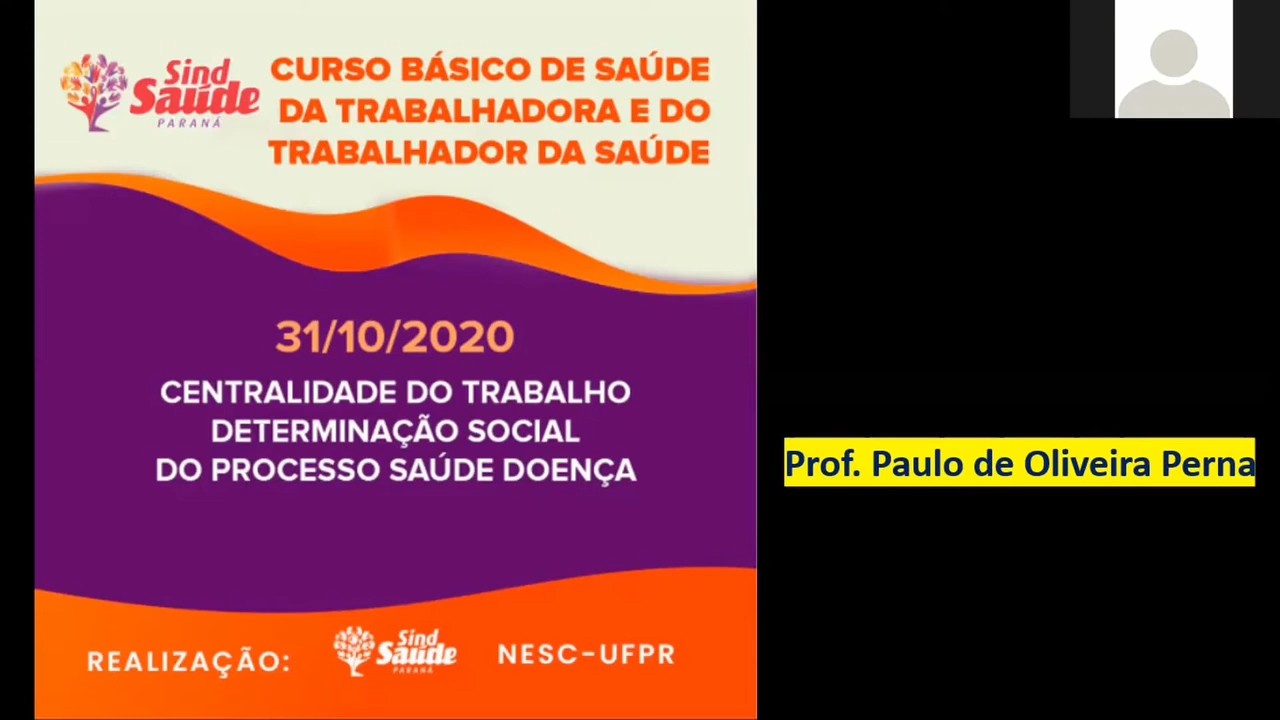 Sind
Saúde
PARANÁ
CURSO BÁSICO DE SAÚDE
DA TRABALHADORA E DO
TRABALHADOR DA SAÚDE
31/10/2020
CENTRALIDADE DO TRABALHO
DETERMINAÇÃO SOCIAL
DO PROCESSO SAÚDE DOENÇA
Prof. Paulo de Oliveira Perna
REALIZAÇÃO:
Sind
Saúde
PARANÁ
NESC-UFPR